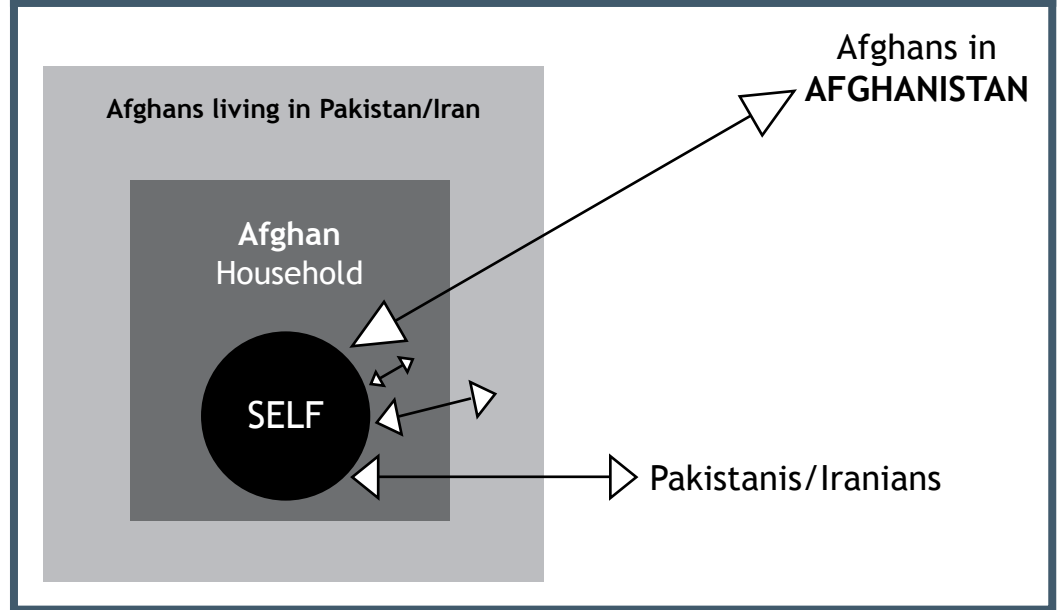 Afghans in
AFGHANISTAN
Afghans living in Pakistan/Iran
Afghan
Household
SELF
Pakistanis/Iranians